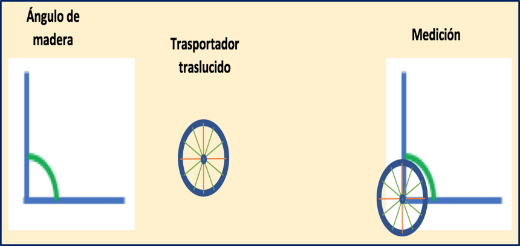 Ángulo de
madera
Trasportador
traslucido
Medición